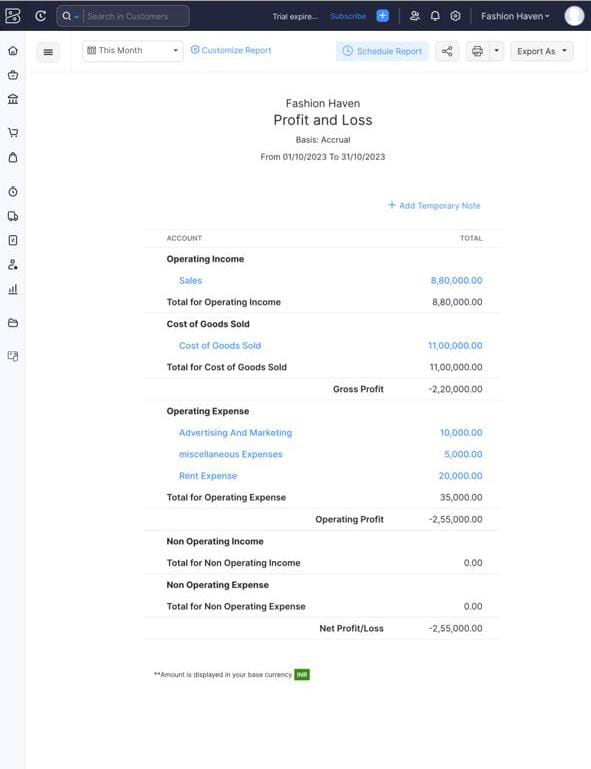 Search in Customers
Trial expire...
Subscribe
Fashion Haven
This Month
Customize Report
Schedule Report
Export As
Fashion Haven
Profit and Loss
Basis: Accrual
From 01/10/2023 To 31/10/2023
+ Add Temporary Note
ACCOUNT TOTAL
Operating Income
Sales 8,80,000.00
Total for Operating Income 8,80,000.00
Cost of Goods Sold
Cost of Goods Sold 11,00,000.00
Total for Cost of Goods Sold 11,00,000.00
Gross Profit -2,20,000.00
Operating Expense
Advertising And Marketing 10,000.00
miscellaneous Expenses 5,000.00
Rent Expense 20,000.00
Total for Operating Expense 35,000.00
Operating Profit -2,55,000.00
Non Operating Income
Total for Non Operating Income 0.00
Non Operating Expense
Total for Non Operating Expense 0.00
Net Profit/Loss -2,55,000.00
**Amount is displayed in your base currency INR